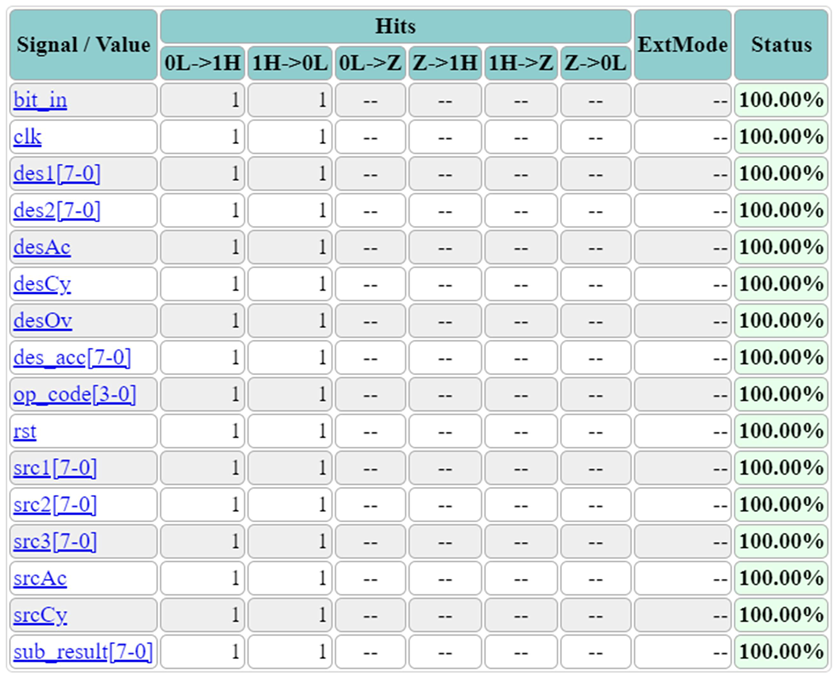 Signal / Value Hits ExtMode Status
0L->1H 1H->0L 0L->Z Z->1H 1H->Z Z->0L
bit_in 1 1 -- -- -- -- -- 100.00%
clk 1 1 -- -- -- -- -- 100.00%
des1[7-0] 1 1 -- -- -- -- -- 100.00%
des2[7-0] 1 1 -- -- -- -- -- 100.00%
desAc 1 1 -- -- -- -- -- 100.00%
desCy 1 1 -- -- -- -- -- 100.00%
desOv 1 1 -- -- -- -- -- 100.00%
des_acc[7-0] 1 1 -- -- -- -- -- 100.00%
op_code[3-0] 1 1 -- -- -- -- -- 100.00%
rst 1 1 -- -- -- -- -- 100.00%
src1[7-0] 1 1 -- -- -- -- -- 100.00%
src2[7-0] 1 1 -- -- -- -- -- 100.00%
src3[7-0] 1 1 -- -- -- -- -- 100.00%
srcAc 1 1 -- -- -- -- -- 100.00%
srcCy 1 1 -- -- -- -- -- 100.00%
sub_result[7-0] 1 1 -- -- -- -- -- 100.00%